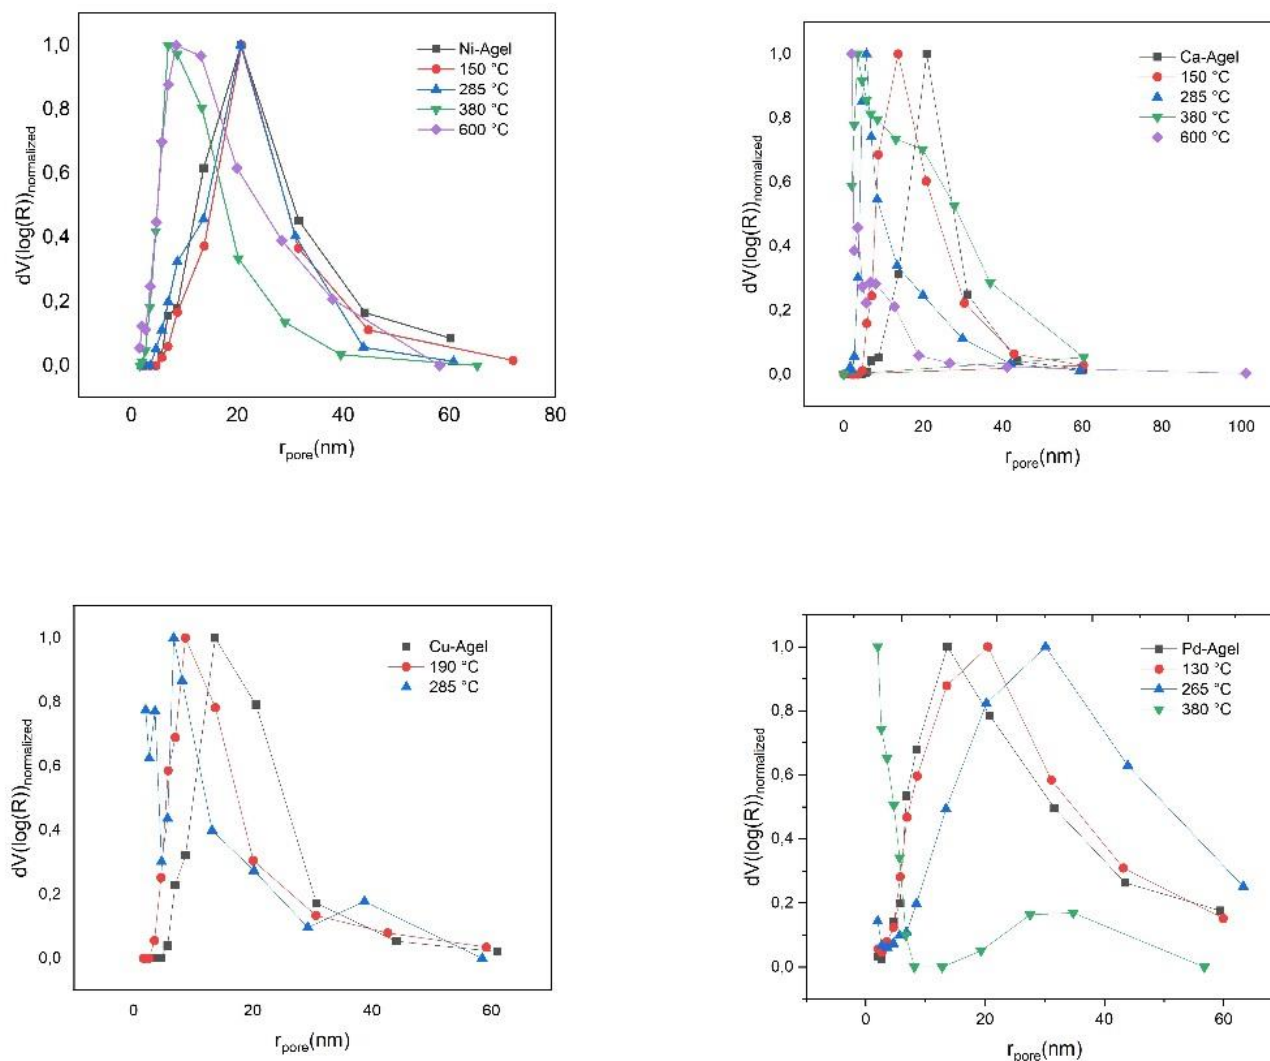 dV(log(R))normalized
1,0
0,8
0,6
0,4
0,2
0,0
Ni-Agel
150 °C
285 °C
380 °C
600 °C
0 20 40 60 80
rpore(nm)
dV(log(R))normalized
1,0
0,8
0,6
0,4
0,2
0,0
Ca-Agel
150 °C
285 °C
380 °C
600 °C
0 20 40 60 80 100
rpore(nm)
dV(log(R))normalized
1,0
0,8
0,6
0,4
0,2
0,0
Cu-Agel
190 °C
285 °C
0 20 40 60
rpore(nm)
dV(log(R))normalized
1,0
0,8
0,6
0,4
0,2
0,0
Pd-Agel
130 °C
265 °C
380 °C
0 20 40 60
rpore(nm)